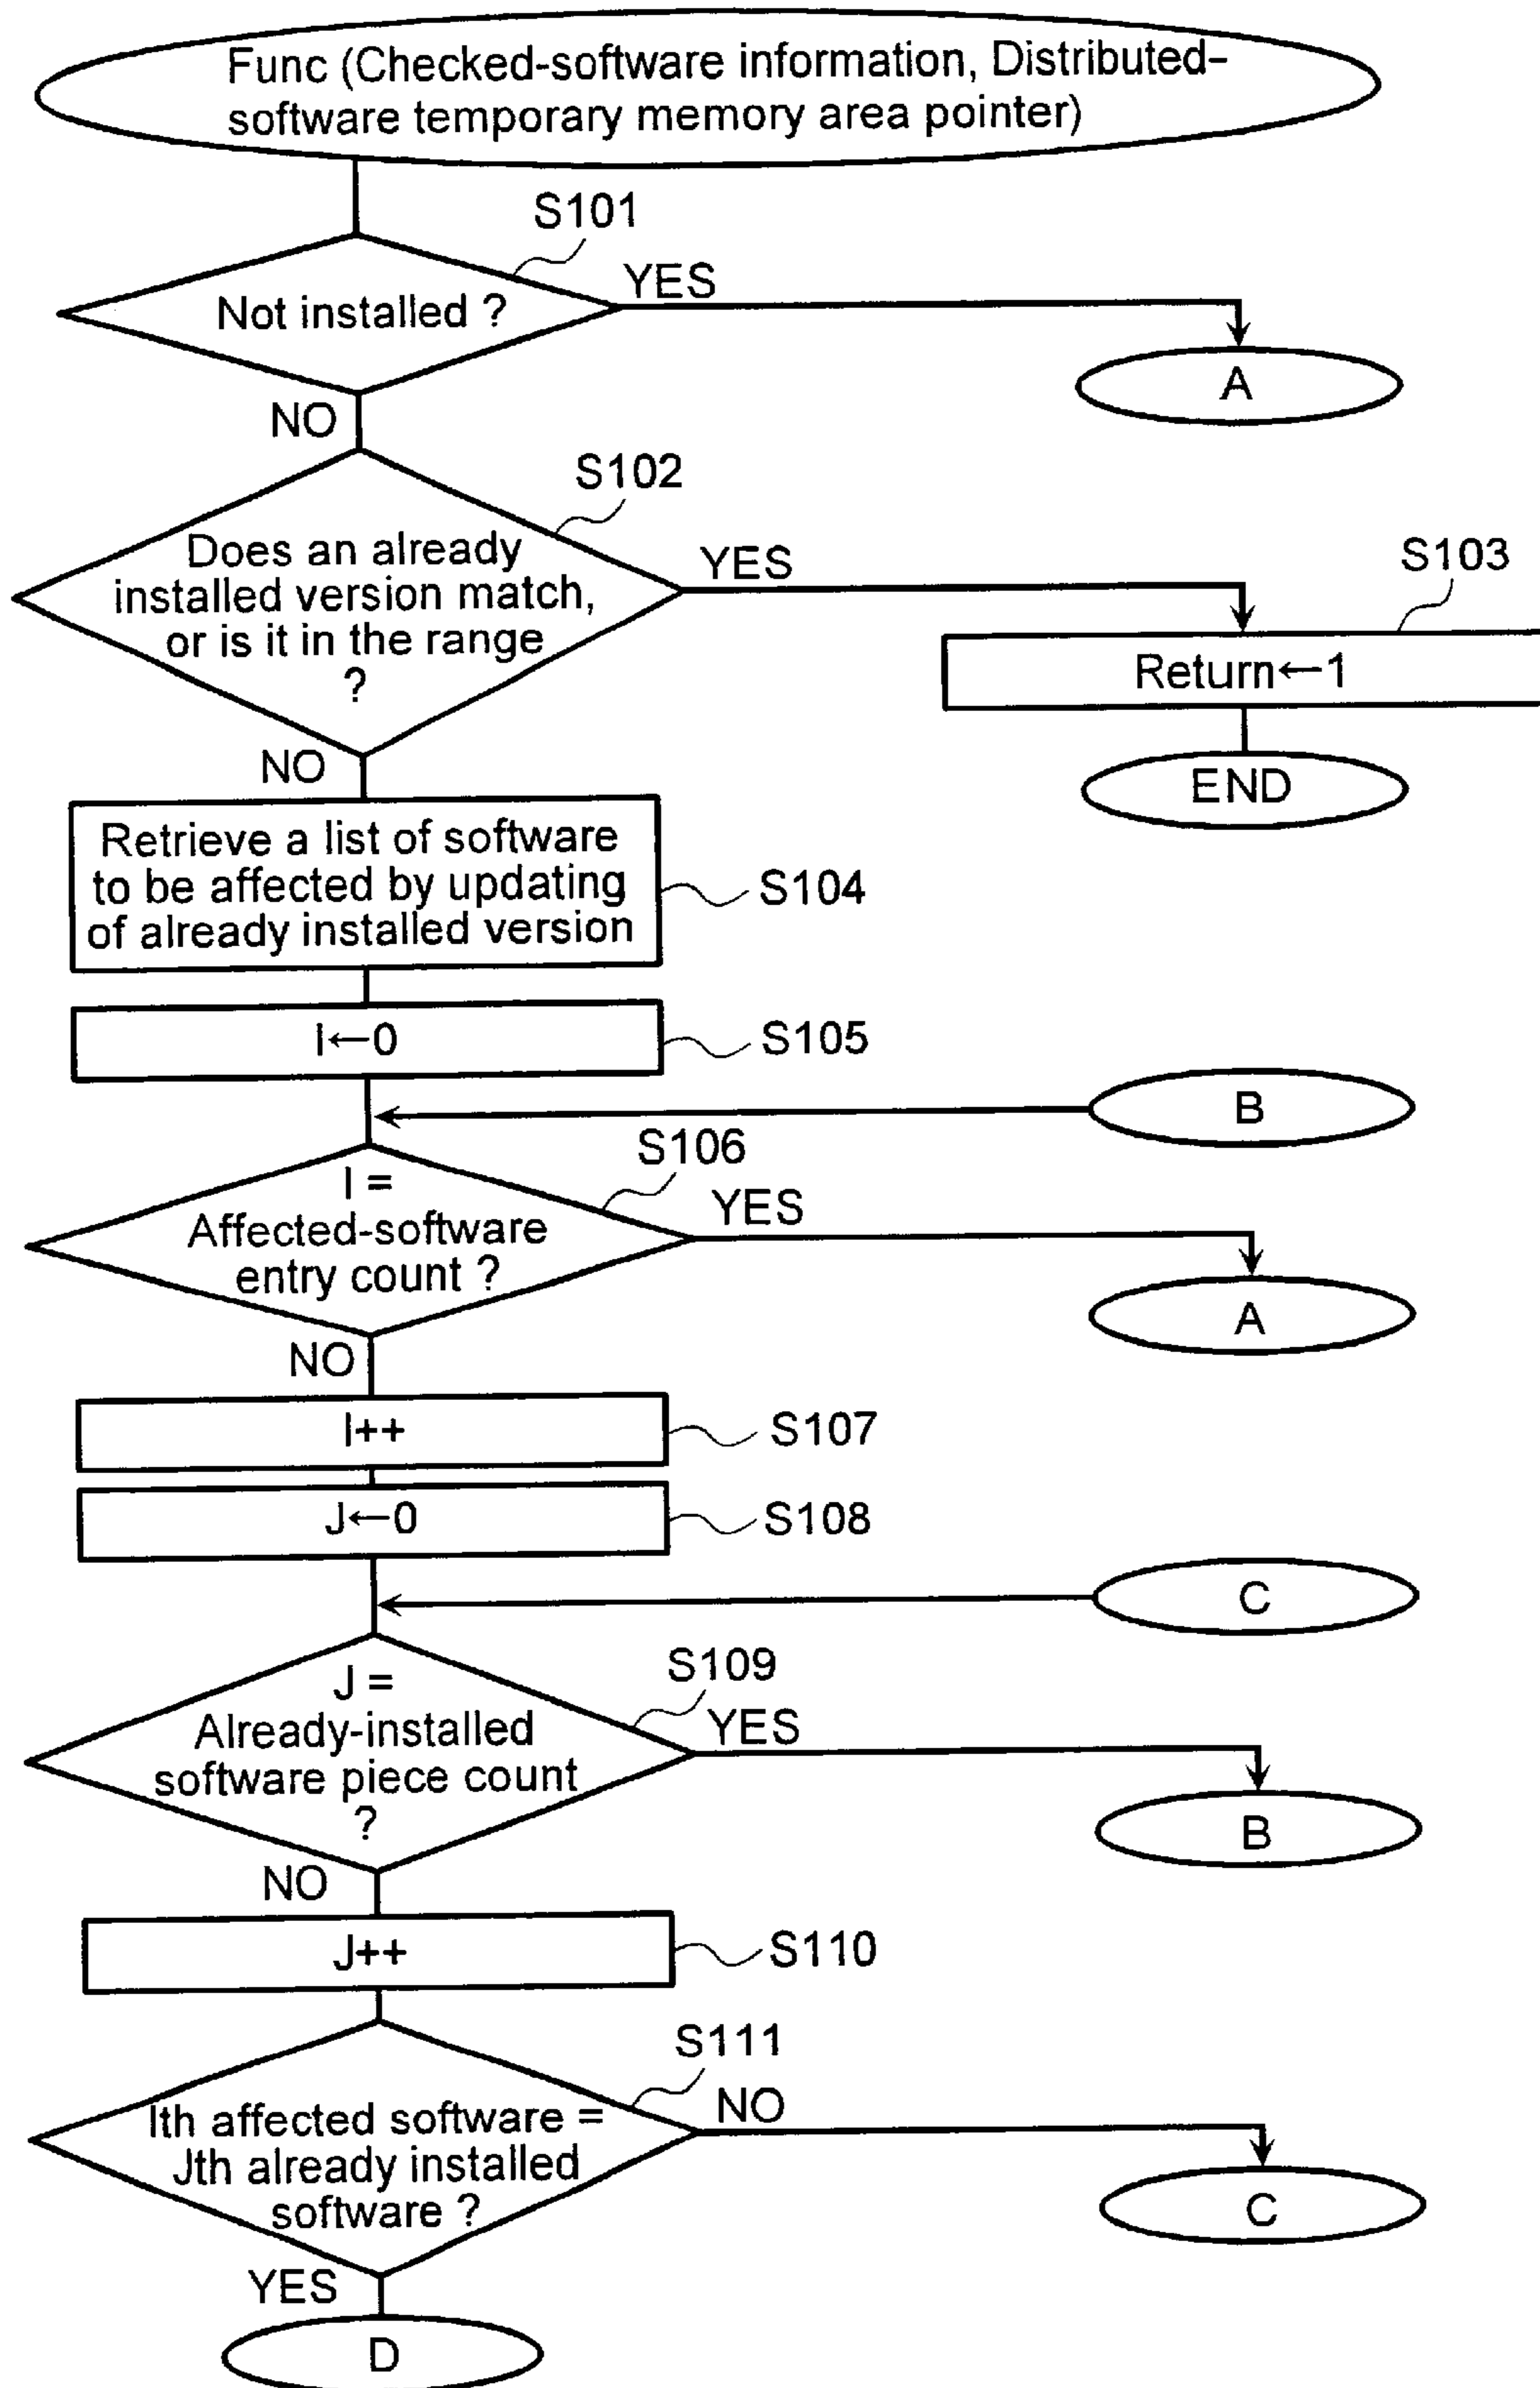 Func (Checked-software information, Distributed-
software temporary memory area pointer)
S101
Not installed ?
YES
A
NO
S102
Does an already
installed version match,
or is it in the range
?
YES
S103
Return←1
END
NO
Retrieve a list of software
to be affected by updating
of already installed version
S104
I←0
S105
B
S106
I =
Affected-software
entry count ?
YES
A
NO
I++
S107
J←0
S108
C
S109
J =
Already-installed
software piece count
?
YES
B
NO
J++
S110
S111
Ith affected software =
Jth already installed
software ?
NO
C
YES
D